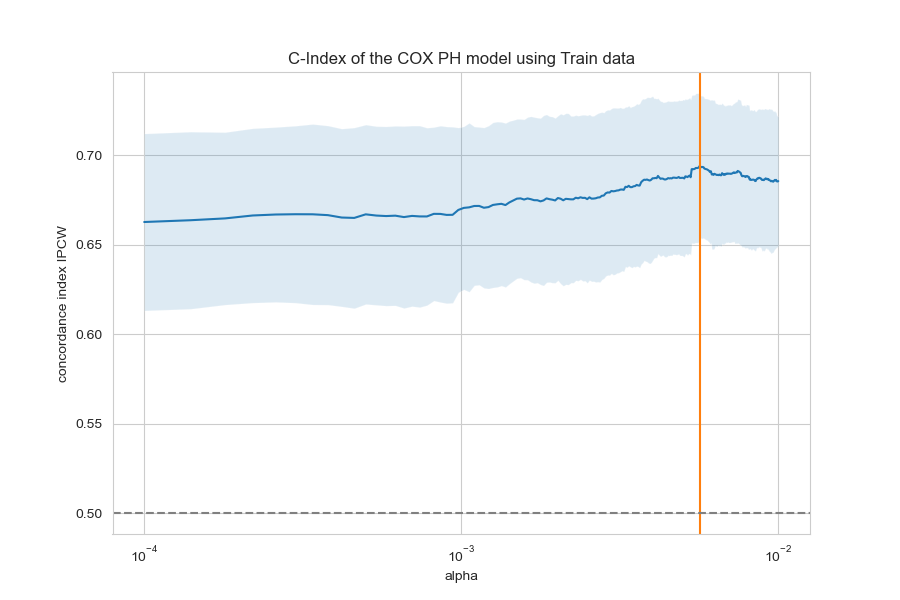 C-Index of the COX PH model using Train data
concordance index IPCW
0.70
0.65
0.60
0.55
0.50
10⁻⁴
10⁻³
10⁻²
alpha